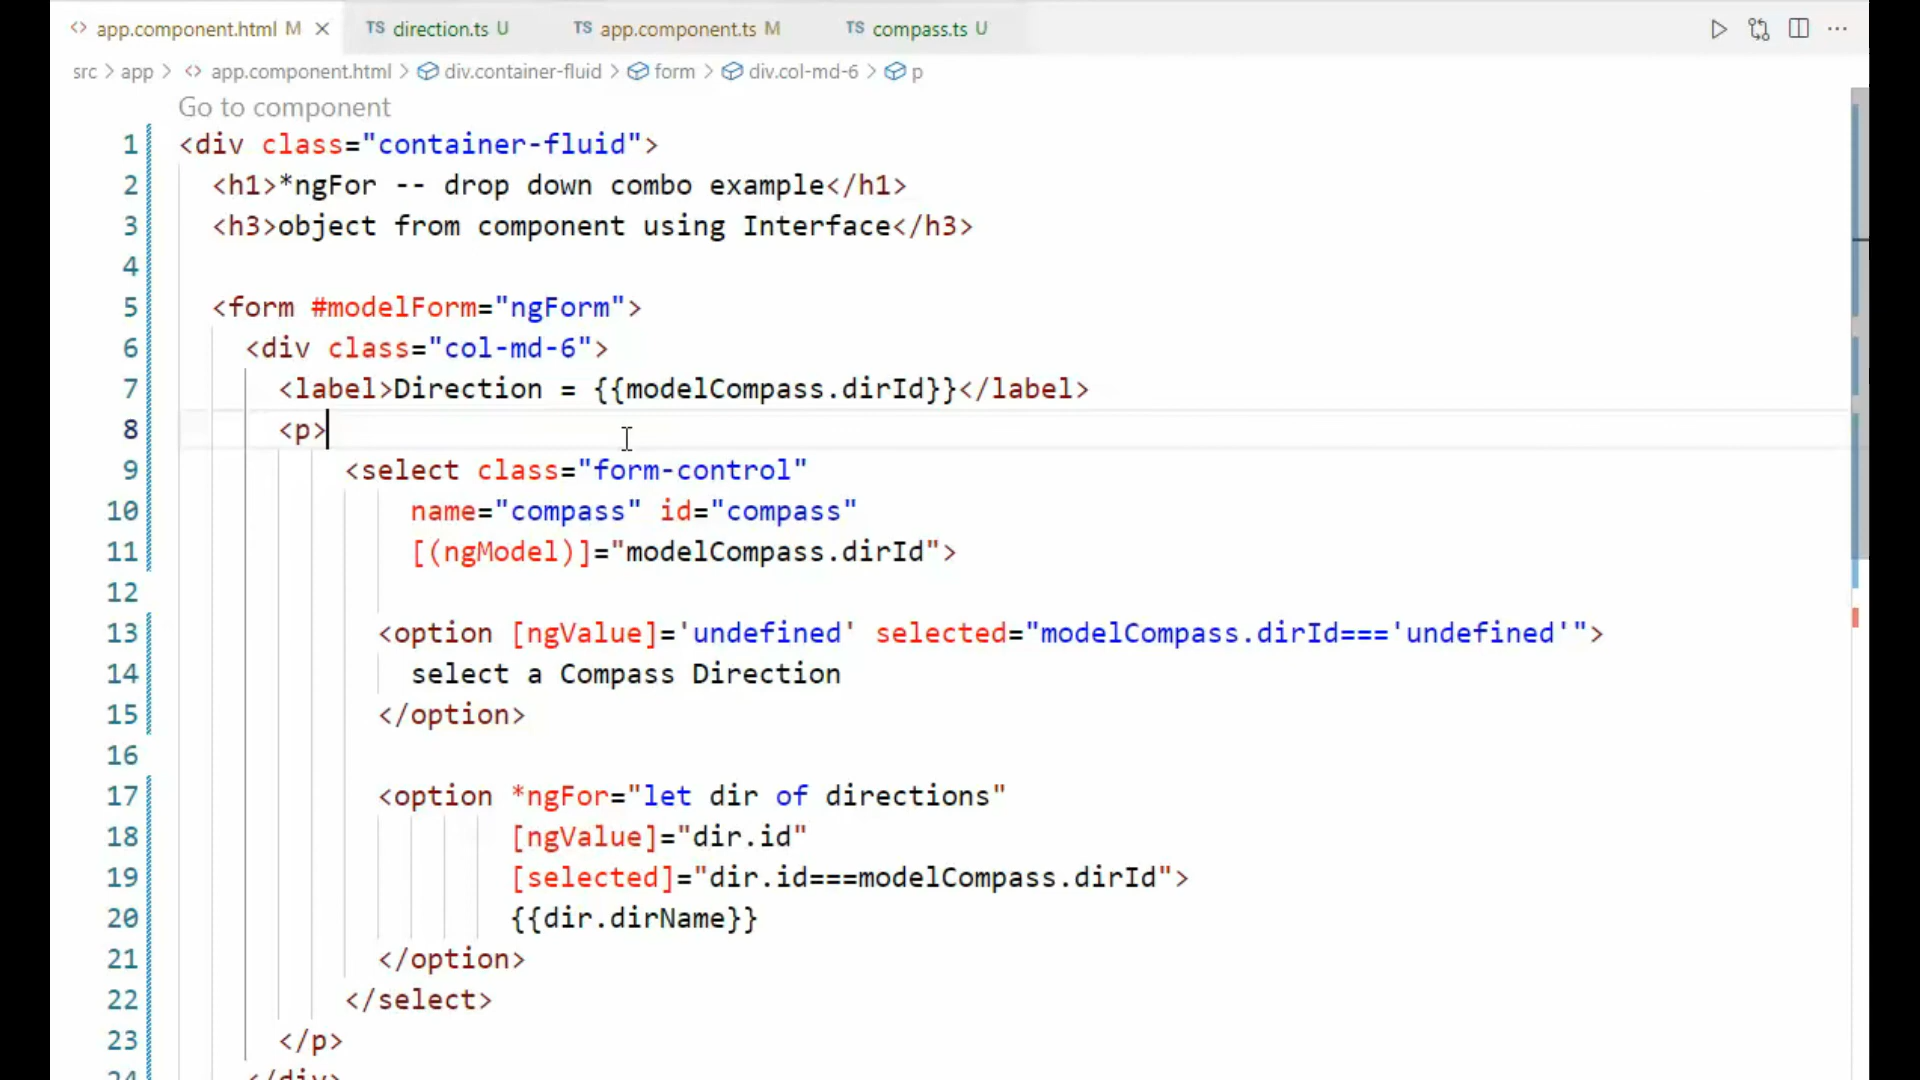 <> app.component.html M × TS direction.ts U TS app.component.ts M TS compass.ts U
src > app > <> app.component.html > div.container-fluid > form > div.col-md-6 > p
Go to component
1 <div class="container-fluid">
2 <h1>*ngFor -- drop down combo example</h1>
3 <h3>object from component using Interface</h3>
4
5 <form #modelForm="ngForm">
6 <div class="col-md-6">
7 <label>Direction = {{modelCompass.dirId}}</label>
8 <p>
9 <select class="form-control"
10 name="compass" id="compass"
11 [(ngModel)]="modelCompass.dirId">
12
13 <option [ngValue]='undefined' selected="modelCompass.dirId==='undefined'">
14 select a Compass Direction
15 </option>
16
17 <option *ngFor="let dir of directions"
18 [ngValue]="dir.id"
19 [selected]="dir.id===modelCompass.dirId">
20 {{dir.dirName}}
21 </option>
22 </select>
23 </p>
24 </div>